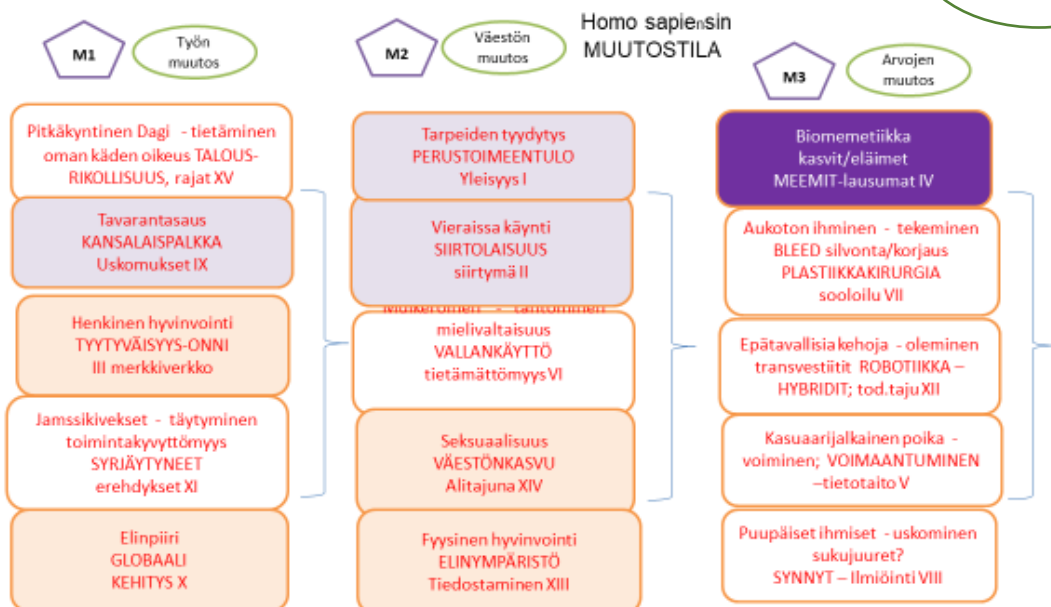 Homo sapiensin
MUUTOSTILA
M1
Työn
muutos
Pitkäkyntinen Dagi - tietäminen
oman käden oikeus TALOUS-
RIKOLLISUUS, rajat XV
Tavarantasaus
KANSALAISPALKKA
Uskomukset IX
Henkinen hyvinvointi
TYYTYVÄISYYS-ONNI
III merkkiverkko
Jamssikivekset - täytyminen
toimintakyvyttömyys
SYRJÄYTYNEET
erehdykset XI
Elinpiiri
GLOBAALI
KEHITYS X
M2
Väestön
muutos
Tarpeiden tyydytys
PERUSTOIMEENTULO
Yleisyys I
Vieraissa käynti
SIIRTOLAISUUS
siirtymä II
mielivaltaisuus
VALLANKÄYTTÖ
tietämättömyys VI
Seksuaalisuus
VÄESTÖNKASVU
Alitajuna XIV
Fyysinen hyvinvointi
ELINYMPÄRISTÖ
Tiedostaminen XIII
M3
Arvojen
muutos
Biomemetiikka
kasvit/eläimet
MEEMIT-lausumat IV
Aukoton ihminen - tekeminen
BLEED silvonta/korjaus
PLASTIIKKAKIRURGIA
sooloilu VII
Epätavallisia kehoja - oleminen
transvestiitit ROBOTIIKKA –
HYBRIDIT; tod.taju XII
Kasuaarijalkainen poika -
voiminen; VOIMAANTUMINEN
–tietotaito V
Puupäiset ihmiset - uskominen
sukujuuret?
SYNNYT – Ilmiöinti VIII